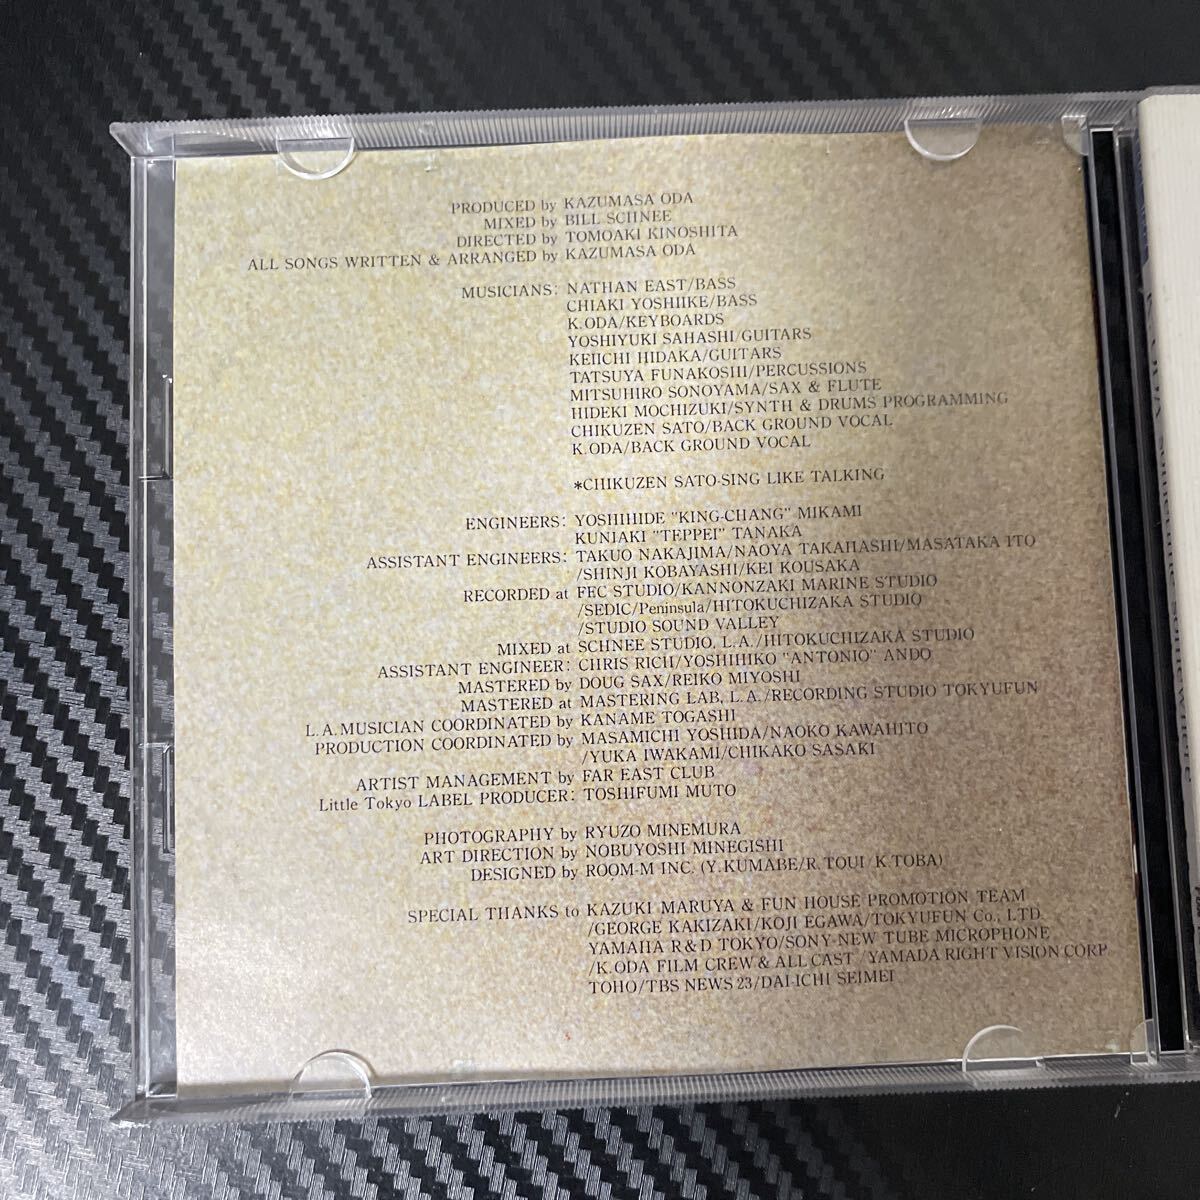 PRODUCED by KAZUMASA ODA
MIXED by BILL SCHNEE
DIRECTED by TOMOAKI KINOSHITA
ALL SONGS WRITTEN & ARRANGED by KAZUMASA ODA
MUSICIANS: NATHAN EAST/BASS
CHIAKI YOSHIIKE/BASS
K.ODA/KEYBOARDS
YOSHIYUKI SAHASHI/GUITARS
KEIICHI HIDAKA/GUITARS
TATSUYA FUNAKOSHI/PERCUSSIONS
MITSUHIRO SONOYAMA/SAX & FLUTE
HIDEKI MOCHIZUKI/SYNTH & DRUMS PROGRAMMING
CHIKUZEN SATO/BACK GROUND VOCAL
K.ODA/BACK GROUND VOCAL
*CHIKUZEN SATO-SING LIKE TALKING
ENGINEERS: YOSHIHIDE "KING-CHANG" MIKAMI
KUNIAKI "TEPPEI" TANAKA
ASSISTANT ENGINEERS: TAKUO NAKAJIMA/NAOYA TAKAHASHI/MASATAKA ITO
/SHINJI KOBAYASHI/KEI KOUSAKA
RECORDED at FEC STUDIO/KANNONZAKI MARINE STUDIO
/SEDIC/Peninsula/HITOKUCHIZAKA STUDIO
/STUDIO SOUND VALLEY
MIXED at SCHNEE STUDIO, L.A./HITOKUCHIZAKA STUDIO
ASSISTANT ENGINEER: CHRIS RICH/YOSHIHIKO "ANTONIO" ANDO
MASTERED by DOUG SAX/REIKO MIYOSHI
MASTERED at MASTERING LAB, L.A./RECORDING STUDIO TOKYUFUN
L.A.MUSICIAN COORDINATED by KANAME TOGASHI
PRODUCTION COORDINATED by MASAMICHI YOSHIDA/NAOKO KAWAHITO
/YUKA IWAKAMI/CHIKAKO SASAKI
ARTIST MANAGEMENT by FAR EAST CLUB
Little Tokyo LABEL PRODUCER: TOSHIFUMI MUTO
PHOTOGRAPHY by RYUZO MINEMURA
ART DIRECTION by NOBUYOSHI MINEGISHI
DESIGNED by ROOM-M INC. (Y.KUMABE/R.TOUI/K.TOBA)
SPECIAL THANKS to KAZUKI MARUYA & FUN HOUSE PROMOTION TEAM
/GEORGE KAKIZAKI/KOJI EGAWA/TOKYUFUN Co., LTD.
YAMAHA R&D TOKYO/SONY-NEW TUBE MICROPHONE
/K.ODA FILM CREW & ALL CAST/YAMADA RIGHT VISION CORP.
TOHO/TBS NEWS 23/DAI-ICHI SEIMEI